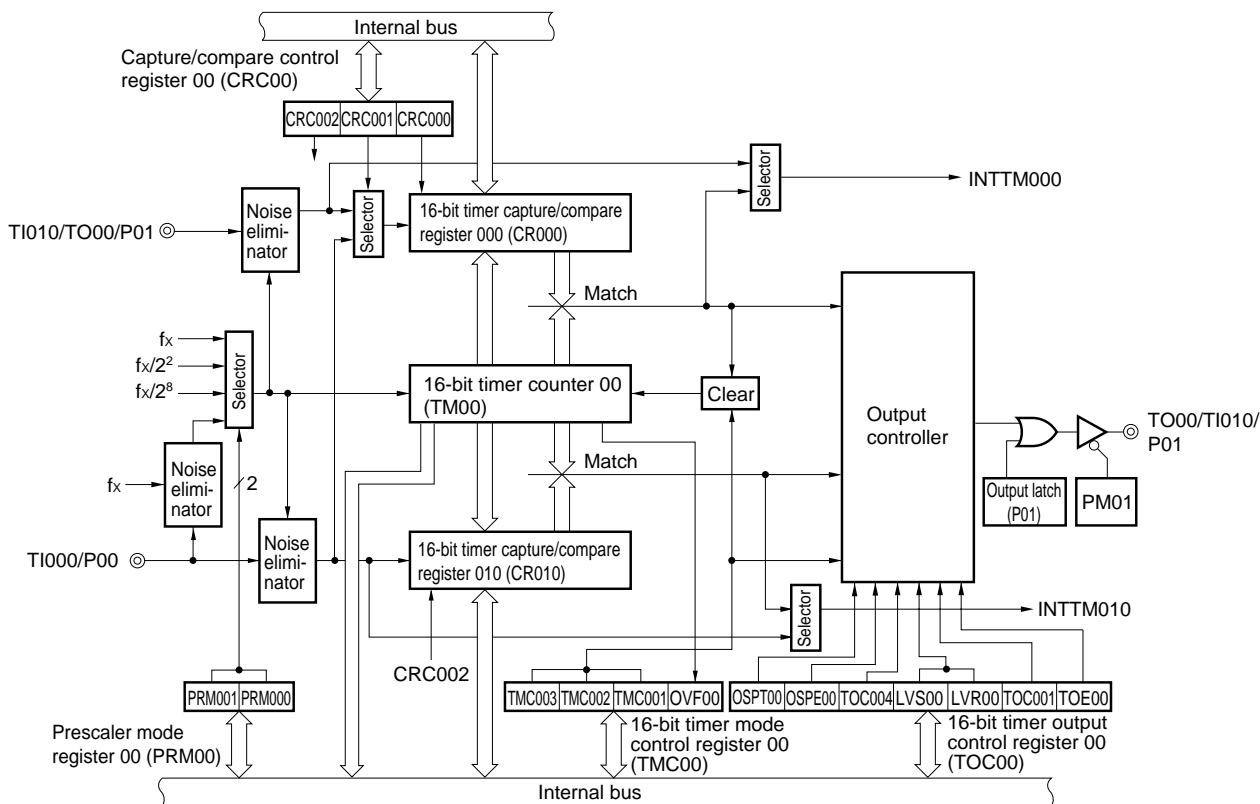 Internal bus
Capture/compare control
register 00 (CRC00)
CRC002 CRC001 CRC000
Selector
INTTM000
Noise
elimi-
nator
Selector
16-bit timer capture/compare
register 000 (CR000)
TI010/TO00/P01
Match
fX
fX/2²
fX/2⁸
Selector
16-bit timer counter 00
(TM00)
Clear
Output
controller
TO00/TI010/
P01
Match
Noise
elimi-
nator
fX
2
Output latch
(P01)
PM01
Noise
elimi-
nator
16-bit timer capture/compare
register 010 (CR010)
TI000/P00
Selector
INTTM010
CRC002
PRM001 PRM000
TMC003 TMC002 TMC001 OVF00
OSPT00 OSPE00 TOC004 LVS00 LVR00 TOC001 TOE00
Prescaler mode
register 00 (PRM00)
16-bit timer mode
control register 00
(TMC00)
16-bit timer output
control register 00
(TOC00)
Internal bus